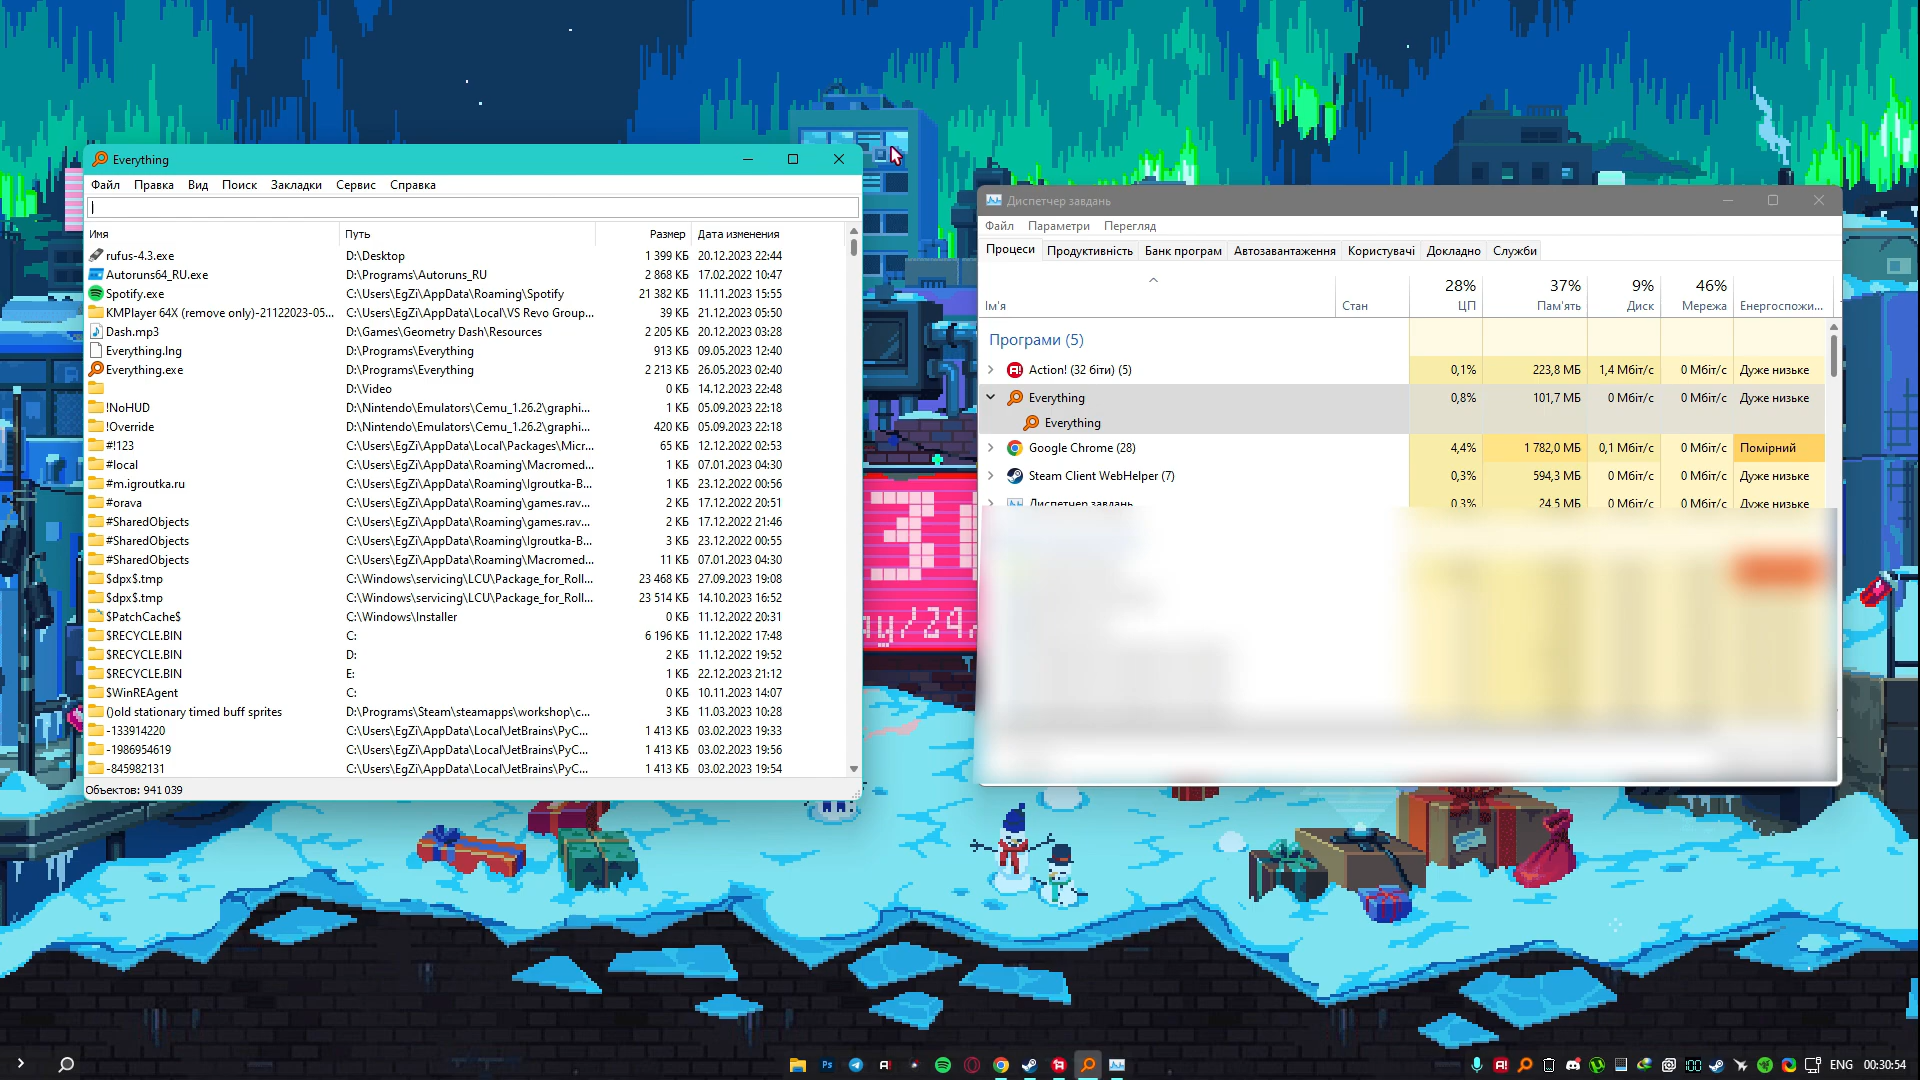 Everything
Файл Правка Вид Поиск Закладки Сервис Справка
Имя Путь Размер Дата изменения
rufus-4.3.exe D:\Desktop 1 399 КБ 20.12.2023 22:44
Autoruns64_RU.exe D:\Programs\Autoruns_RU 2 868 КБ 17.02.2022 10:47
Spotify.exe C:\Users\EgZi\AppData\Roaming\Spotify 21 382 КБ 11.11.2023 15:55
KMPlayer 64X (remove only)-21122023-05... C:\Users\EgZi\AppData\Local\VS Revo Group... 39 КБ 21.12.2023 05:50
Dash.mp3 D:\Games\Geometry Dash\Resources 2 205 КБ 20.12.2023 03:28
Everything.lng D:\Programs\Everything 913 КБ 09.05.2023 12:40
Everything.exe D:\Programs\Everything 2 213 КБ 26.05.2023 02:40
D:\Video 0 КБ 14.12.2023 22:48
!NoHUD D:\Nintendo\Emulators\Cemu_1.26.2\graphi... 1 КБ 05.09.2023 22:18
!Override D:\Nintendo\Emulators\Cemu_1.26.2\graphi... 420 КБ 05.09.2023 22:18
#!123 C:\Users\EgZi\AppData\Local\Packages\Micr... 65 КБ 12.12.2022 02:53
#local C:\Users\EgZi\AppData\Roaming\Macromed... 1 КБ 07.01.2023 04:30
#m.igroutka.ru C:\Users\EgZi\AppData\Roaming\Igroutka-B... 1 КБ 23.12.2022 00:56
#orava C:\Users\EgZi\AppData\Roaming\games.rav... 2 КБ 17.12.2022 20:51
#SharedObjects C:\Users\EgZi\AppData\Roaming\games.rav... 2 КБ 17.12.2022 21:46
#SharedObjects C:\Users\EgZi\AppData\Roaming\Igroutka-B... 3 КБ 23.12.2022 00:55
#SharedObjects C:\Users\EgZi\AppData\Roaming\Macromed... 11 КБ 07.01.2023 04:30
$dpx$.tmp C:\Windows\servicing\LCU\Package_for_Roll... 23 468 КБ 27.09.2023 19:08
$dpx$.tmp C:\Windows\servicing\LCU\Package_for_Roll... 23 514 КБ 14.10.2023 16:52
$PatchCache$ C:\Windows\Installer 0 КБ 11.12.2022 20:31
$RECYCLE.BIN C: 6 196 КБ 11.12.2022 17:48
$RECYCLE.BIN D: 2 КБ 11.12.2022 19:52
$RECYCLE.BIN E: 1 КБ 22.12.2023 21:12
$WinREAgent C: 0 КБ 10.11.2023 14:07
()old stationary timed buff sprites D:\Programs\Steam\steamapps\workshop\c... 3 КБ 11.03.2023 10:28
-133914220 C:\Users\EgZi\AppData\Local\JetBrains\PyC... 1 413 КБ 03.02.2023 19:33
-1986954619 C:\Users\EgZi\AppData\Local\JetBrains\PyC... 1 413 КБ 03.02.2023 19:56
-845982131 C:\Users\EgZi\AppData\Local\JetBrains\PyC... 1 413 КБ 03.02.2023 19:54
Объектов: 941 039
Диспетчер завдань
Файл Параметри Перегляд
Процеси Продуктивність Банк програм Автозавантаження Користувачі Докладно Служби
28% 37% 9% 46%
Ім'я Стан ЦП Пам'ять Диск Мережа Енергоспожи...
Програми (5)
Action! (32 біти) (5) 0,1% 223,8 МБ 1,4 Мбіт/с 0 Мбіт/с Дуже низьке
Everything 0,8% 101,7 МБ 0 Мбіт/с 0 Мбіт/с Дуже низьке
Everything
Google Chrome (28) 4,4% 1 782,0 МБ 0,1 Мбіт/с 0 Мбіт/с Помірний
Steam Client WebHelper (7) 0,3% 594,3 МБ 0 Мбіт/с 0 Мбіт/с Дуже низьке
Диспетчер завдань 0,3% 24,5 МБ 0 Мбіт/с 0 Мбіт/с Дуже низьке
ENG 00:30:54